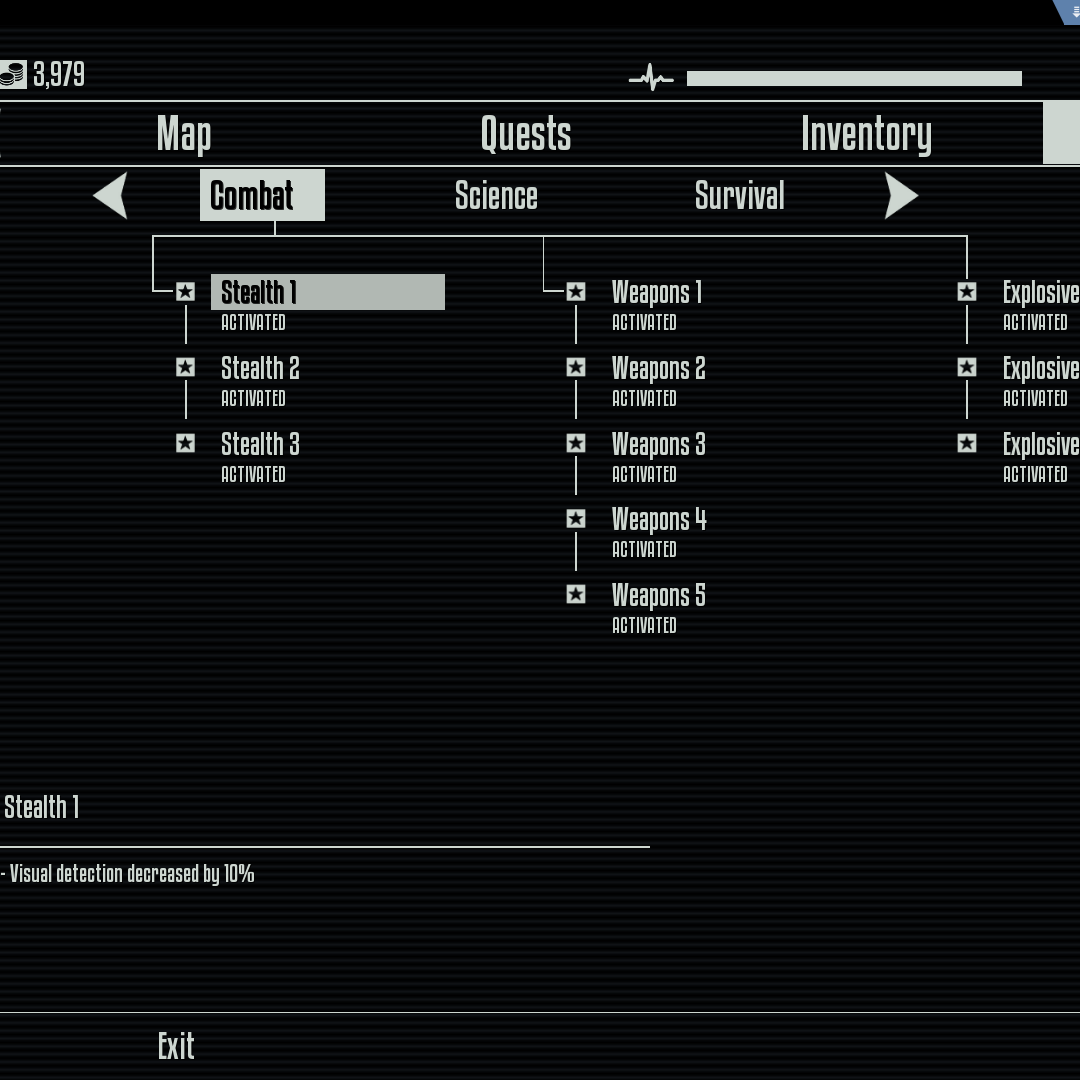 3,979
Map Quests Inventory
Combat Science Survival
Stealth 1 Weapons 1 Explosive
ACTIVATED ACTIVATED ACTIVATED
Stealth 2 Weapons 2 Explosive
ACTIVATED ACTIVATED ACTIVATED
Stealth 3 Weapons 3 Explosive
ACTIVATED ACTIVATED ACTIVATED
Weapons 4
ACTIVATED
Weapons 5
ACTIVATED
Stealth 1
- Visual detection decreased by 10%
Exit